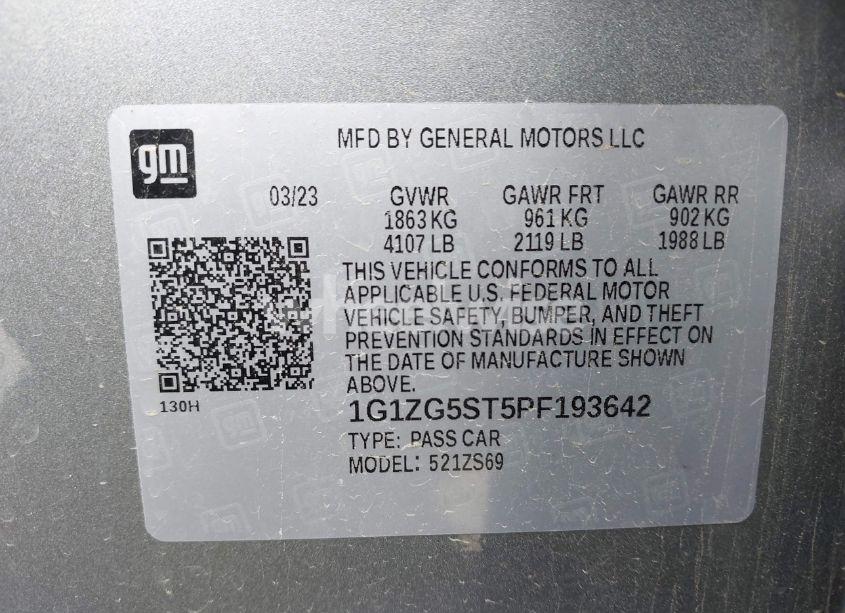 gm
MFD BY GENERAL MOTORS LLC
03/23 GVWR GAWR FRT GAWR RR
1863 KG 961 KG 902 KG
4107 LB 2119 LB 1988 LB
THIS VEHICLE CONFORMS TO ALL
APPLICABLE U.S. FEDERAL MOTOR
VEHICLE SAFETY, BUMPER, AND THEFT
PREVENTION STANDARDS IN EFFECT ON
THE DATE OF MANUFACTURE SHOWN
ABOVE.
130H
1G1ZG5ST5PF193642
TYPE: PASS CAR
MODEL: 521ZS69